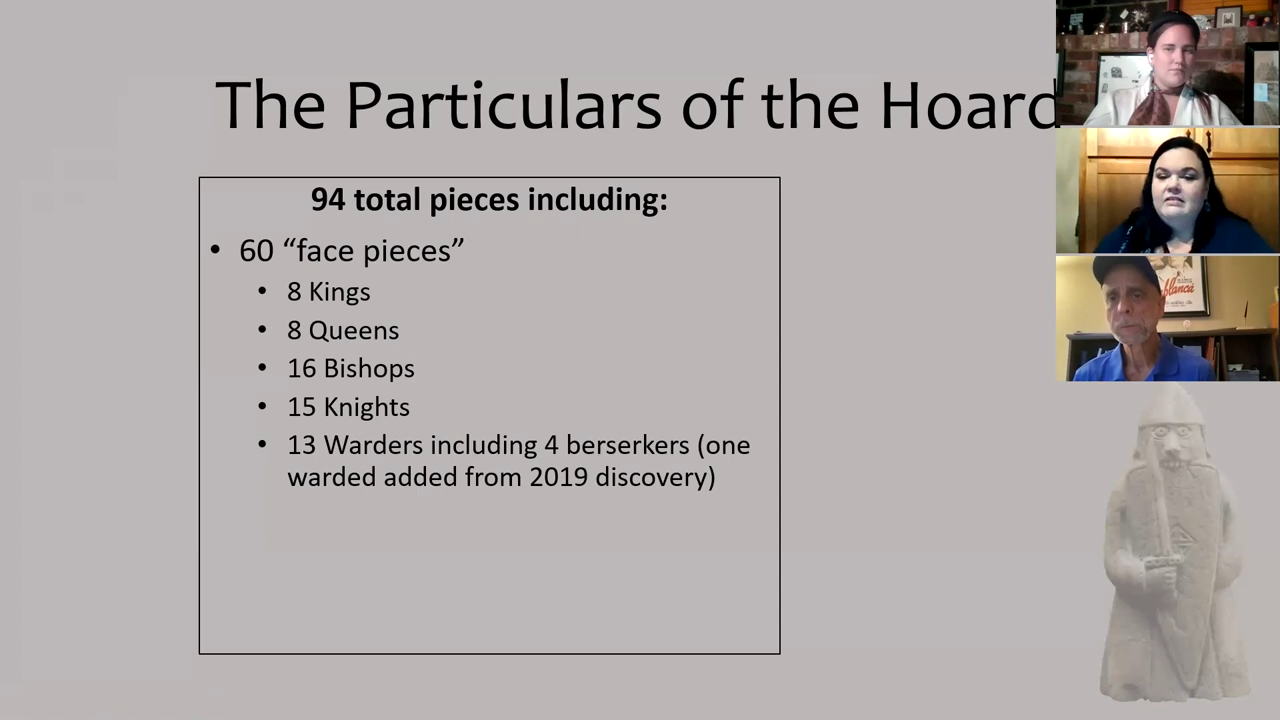 The Particulars of the Hoard
94 total pieces including:
• 60 “face pieces”
• 8 Kings
• 8 Queens
• 16 Bishops
• 15 Knights
• 13 Warders including 4 berserkers (one
warded added from 2019 discovery)
ablanca